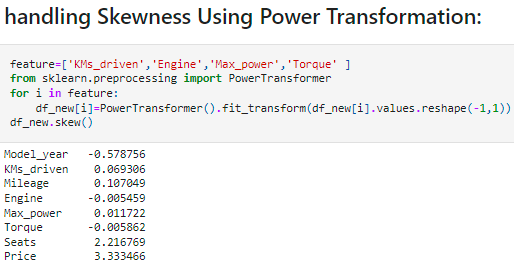 handling Skewness Using Power Transformation:
feature=['KMs_driven','Engine','Max_power','Torque' ]
from sklearn.preprocessing import PowerTransformer
for i in feature:
    df_new[i]=PowerTransformer().fit_transform(df_new[i].values.reshape(-1,1))
df_new.skew()
Model_year   -0.578756
KMs_driven    0.069306
Mileage       0.107049
Engine       -0.005459
Max_power     0.011722
Torque       -0.005862
Seats         2.216769
Price         3.333466